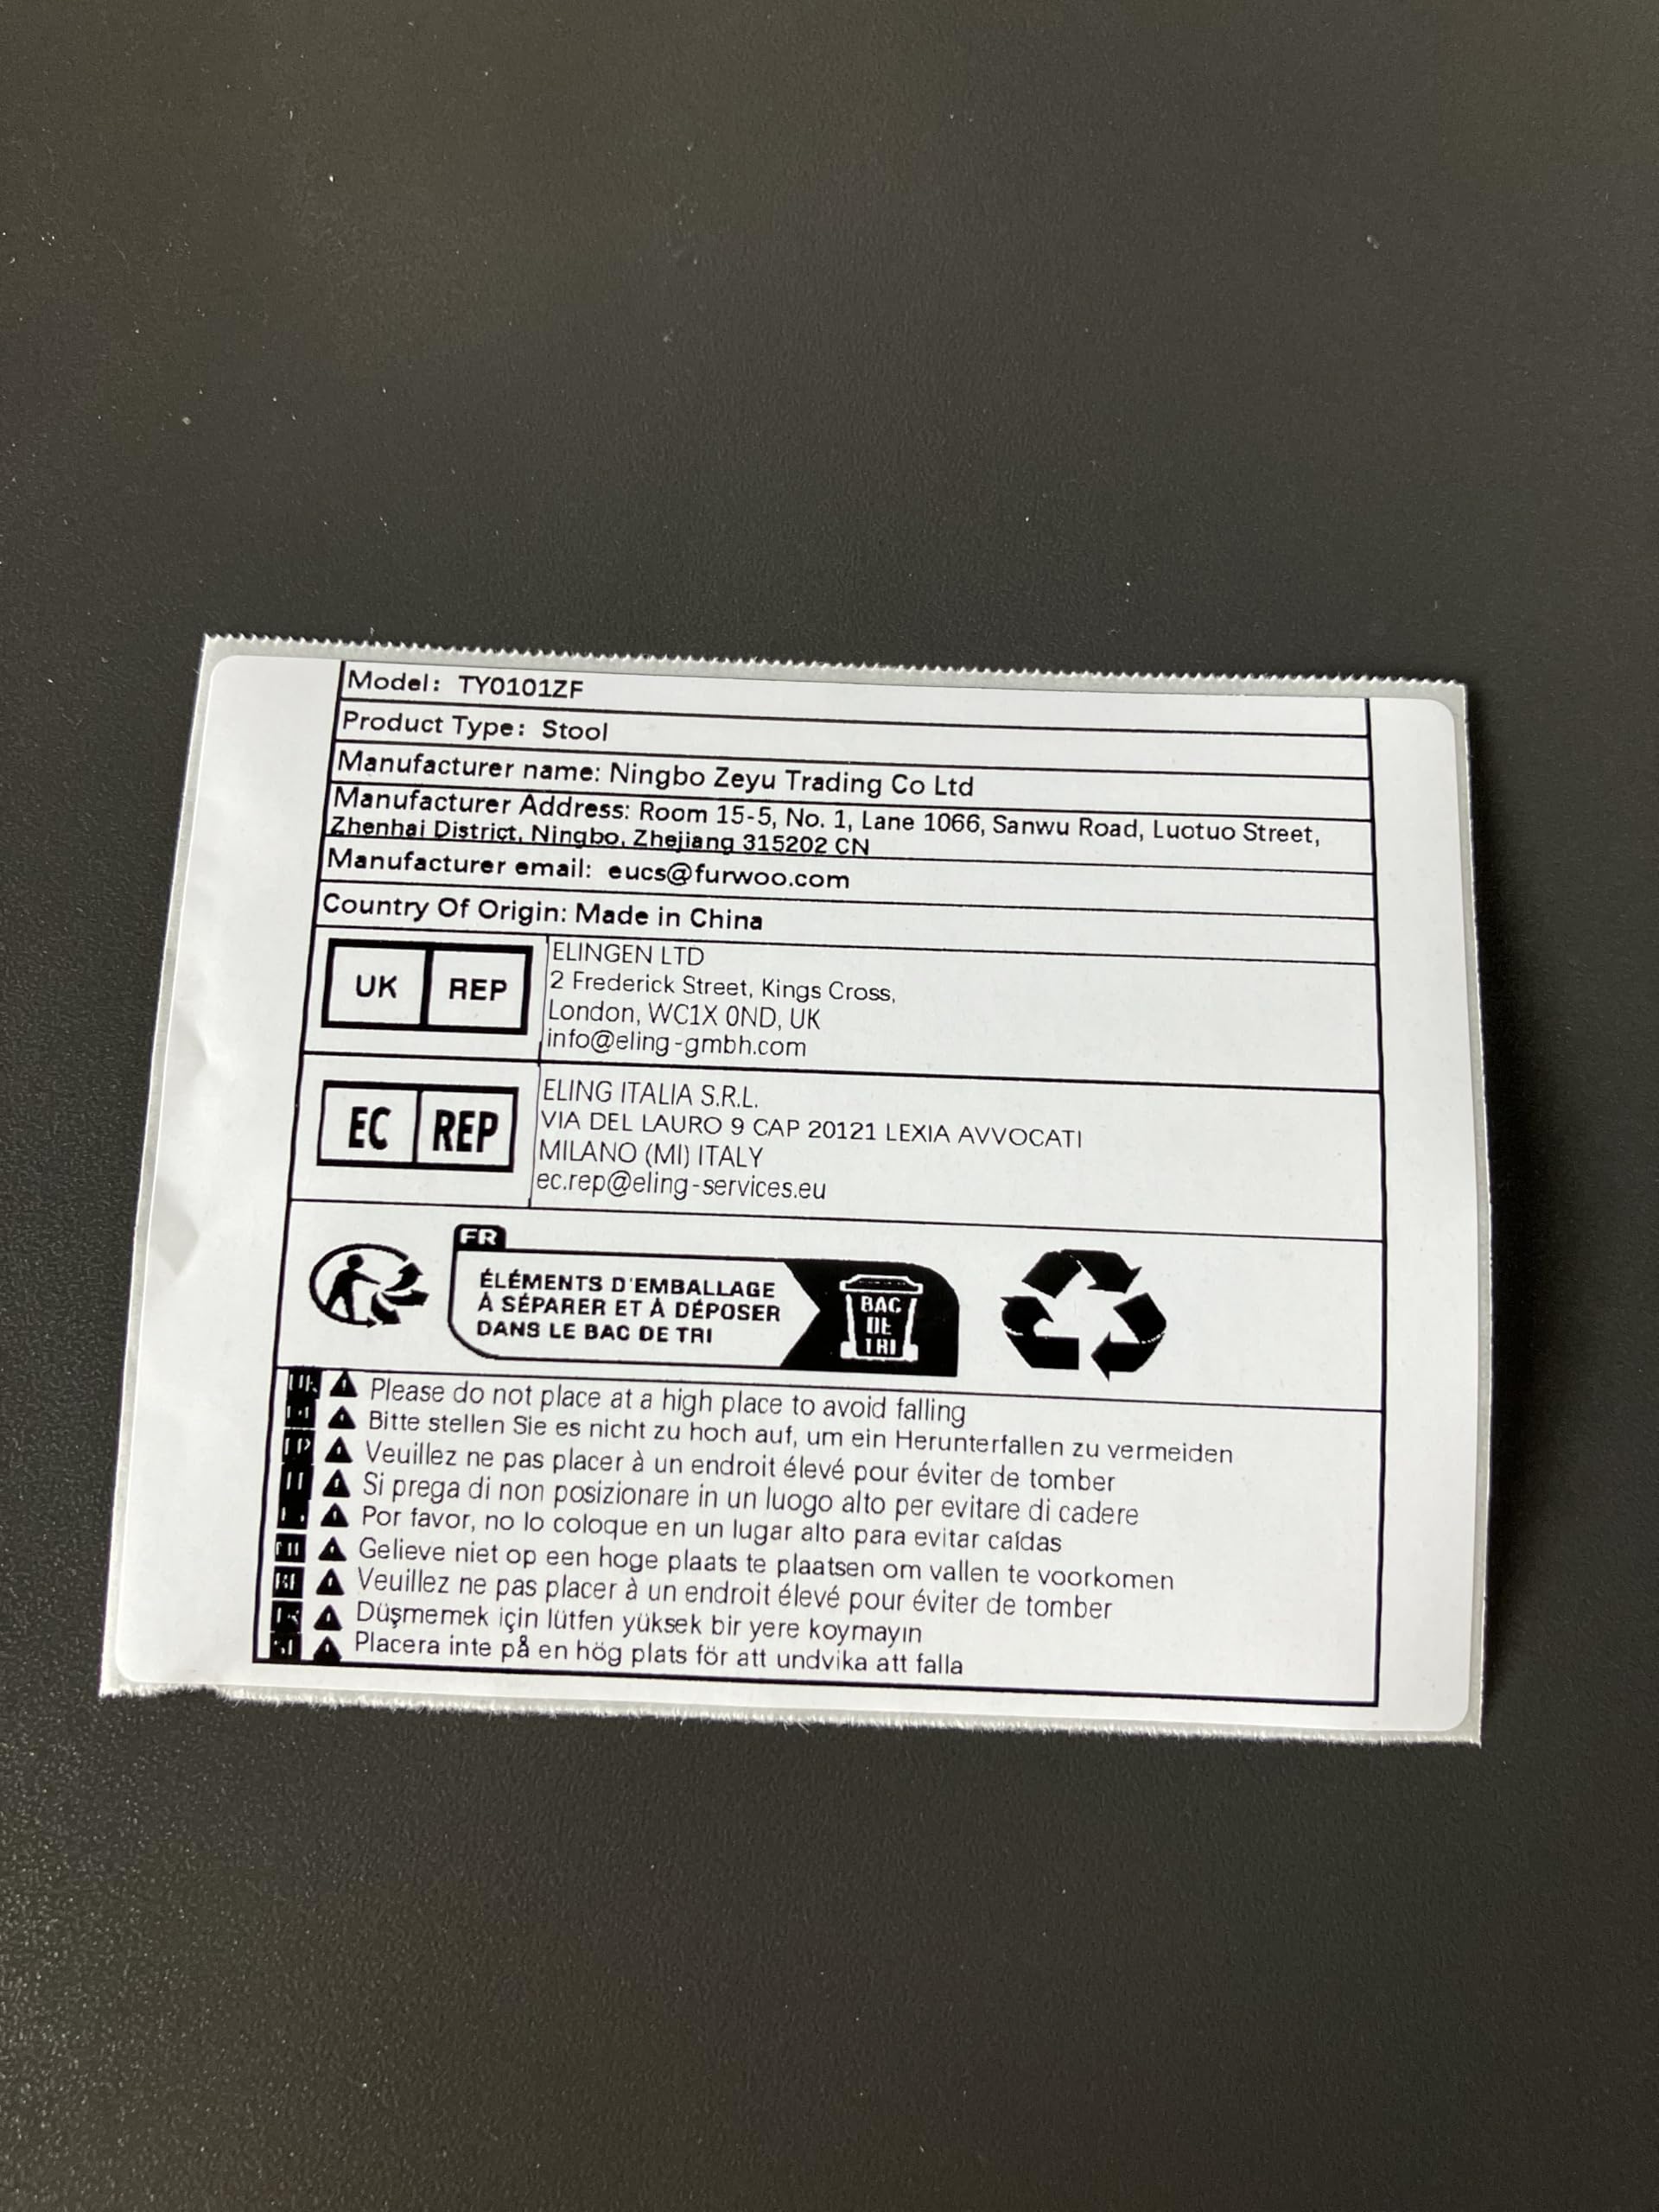 Model: TY0101ZF
Product Type: Stool
Manufacturer name: Ningbo Zeyu Trading Co Ltd
Manufacturer Address: Room 15-5, No. 1, Lane 1066, Sanwu Road, Luotuo Street,
Zhenhai District, Ningbo, Zhejiang 315202 CN
Manufacturer email: eucs@furwoo.com
Country Of Origin: Made in China
UK REP
ELINGEN LTD
2 Frederick Street, Kings Cross,
London, WC1X 0ND, UK
info@eling-gmbh.com
EC REP
ELING ITALIA S.R.L.
VIA DEL LAURO 9 CAP 20121 LEXIA AVVOCATI
MILANO (MI) ITALY
ec.rep@eling-services.eu
FR
ÉLÉMENTS D'EMBALLAGE
À SÉPARER ET À DÉPOSER
DANS LE BAC DE TRI
BAC
DE
TRI
Please do not place at a high place to avoid falling
Bitte stellen Sie es nicht zu hoch auf, um ein Herunterfallen zu vermeiden
Veuillez ne pas placer à un endroit élevé pour éviter de tomber
Si prega di non posizionare in un luogo alto per evitare di cadere
Por favor, no lo coloque en un lugar alto para evitar caídas
Gelieve niet op een hoge plaats te plaatsen om vallen te voorkomen
Veuillez ne pas placer à un endroit élevé pour éviter de tomber
Düşmemek için lütfen yüksek bir yere koymayın
Placera inte på en hög plats för att undvika att falla